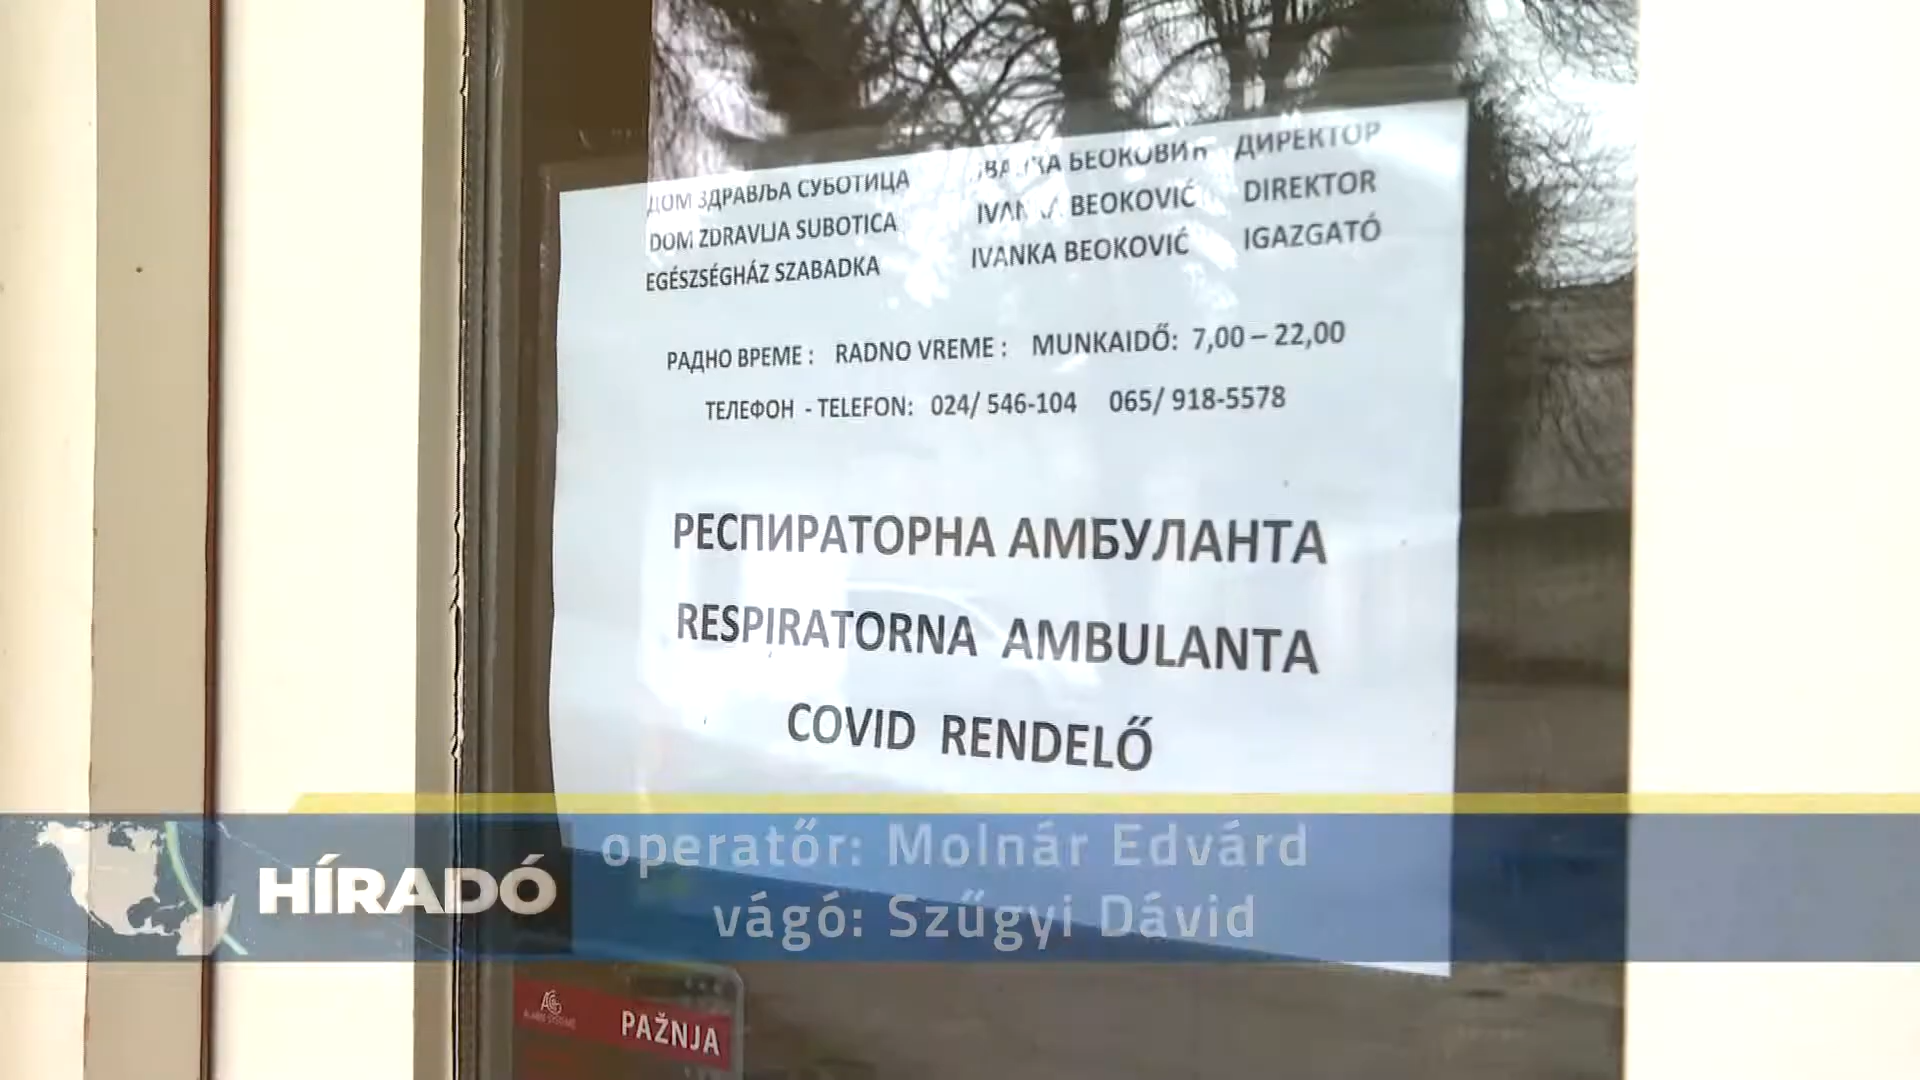 ДОМ ЗДРАВЉА СУБОТИЦА БЕОКОВИЋ ДИРЕКТОР
DOM ZDRAVLJA SUBOTICA IVANKA BEOKOVIĆ DIREKTOR
EGÉSZSÉGHÁZ SZABADKA IVANKA BEOKOVIĆ IGAZGATÓ
РАДНО ВРЕМЕ : RADNO VREME : MUNKAIDŐ: 7,00 – 22,00
ТЕЛЕФОН - TELEFON: 024/ 546-104 065/ 918-5578
РЕСПИРАТОРНА АМБУЛАНТА
RESPIRATORNA AMBULANTA
COVID RENDELŐ
operatőr: Molnár Edvárd
HÍRADÓ
vágó: Szűgyi Dávid
PAŽNJA